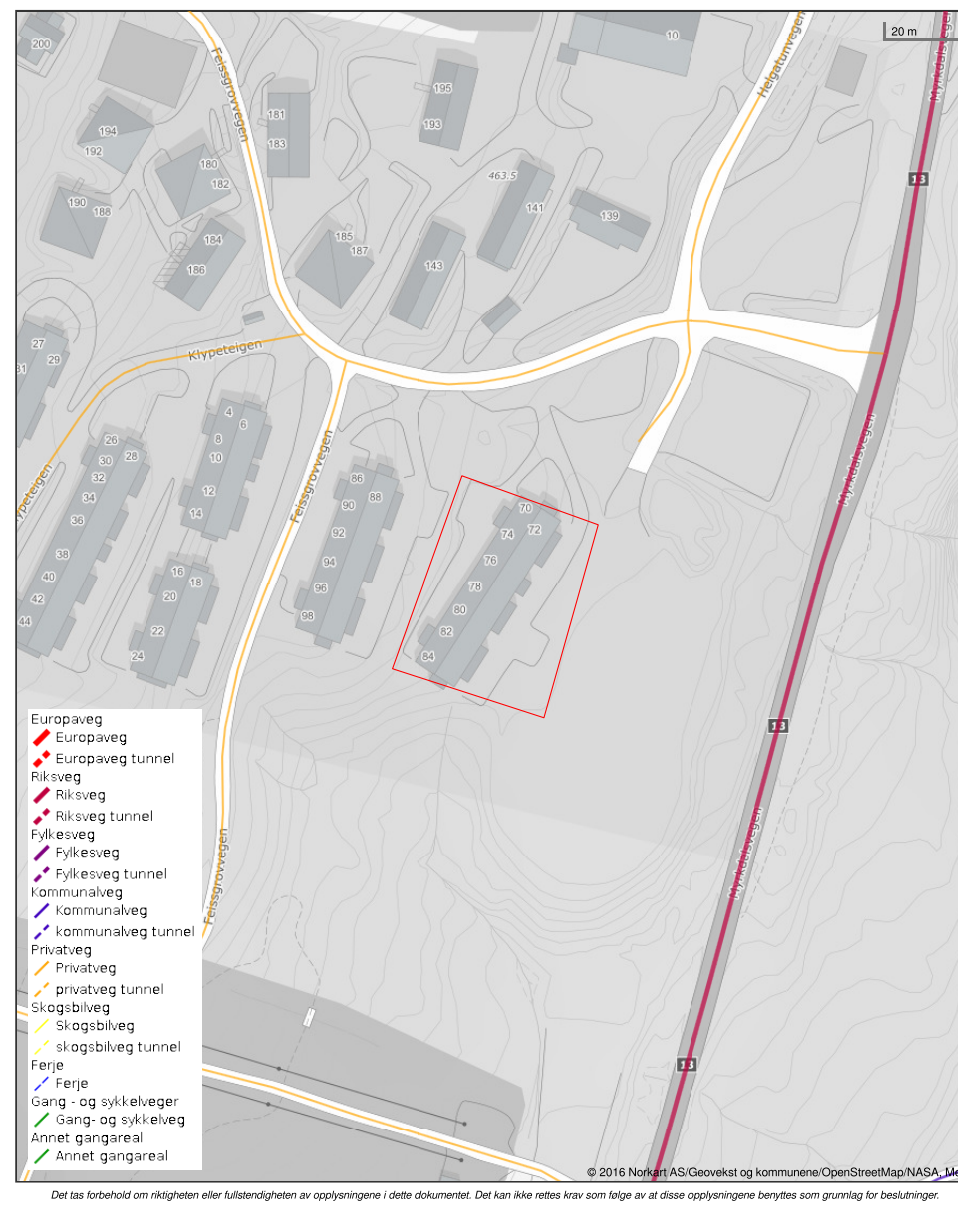 200
10
20 m
Feissgrovvegen
Helgatunvegen
Myrkdalsvegen
195
193
181
183
194
192
180
182
190
188
184
186
185
187
463.5
141
139
143
13
27
29
31
Klypeteigen
Klypeteigen
4
6
8
10
12
14
26
28
30
32
34
36
38
40
42
44
16
18
20
22
24
Feissgrovvegen
86
88
90
92
94
96
98
70
72
74
76
78
80
82
84
Myrkdalsvegen
13
Myrkdalsvegen
Feissgrovvegen
13
Europaveg
Europaveg
Europaveg tunnel
Riksveg
Riksveg
Riksveg tunnel
Fylkesveg
Fylkesveg
Fylkesveg tunnel
Kommunalveg
Kommunalveg
kommunalveg tunnel
Privatveg
Privatveg
privatveg tunnel
Skogsbilveg
Skogsbilveg
skogsbilveg tunnel
Ferje
Ferje
Gang - og sykkelveger
Gang- og sykkelveg
Annet gangareal
Annet gangareal
© 2016 Norkart AS/Geovekst og kommunene/OpenStreetMap/NASA,
Det tas forbehold om riktigheten eller fullstendigheten av opplysningene i dette dokumentet. Det kan ikke rettes krav som følge av at disse opplysningene benyttes som grunnlag for beslutninger.